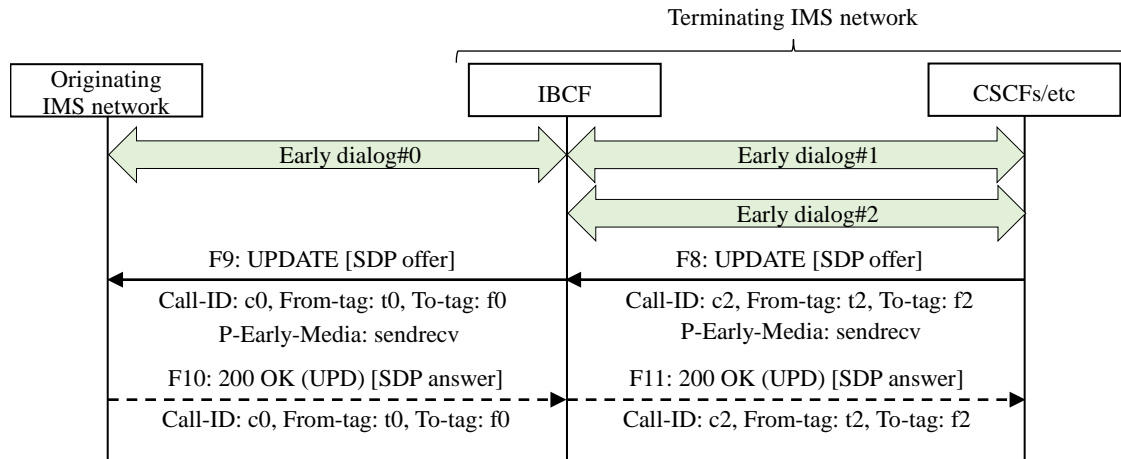 Terminating IMS network
Originating
IMS network
IBCF
CSCFs/etc
Early dialog#0
Early dialog#1
Early dialog#2
F9: UPDATE [SDP offer]
F8: UPDATE [SDP offer]
Call-ID: c0, From-tag: t0, To-tag: f0
Call-ID: c2, From-tag: t2, To-tag: f2
P-Early-Media: sendrecv
P-Early-Media: sendrecv
F10: 200 OK (UPD) [SDP answer]
F11: 200 OK (UPD) [SDP answer]
Call-ID: c0, From-tag: t0, To-tag: f0
Call-ID: c2, From-tag: t2, To-tag: f2